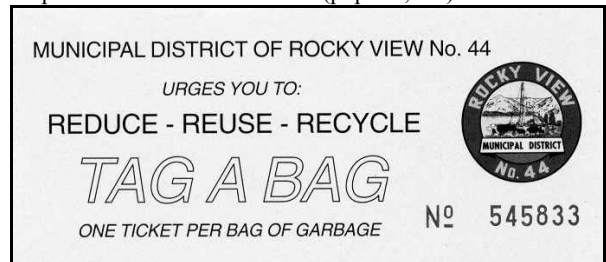 MUNICIPAL DISTRICT OF ROCKY VIEW No. 44
URGES YOU TO:
REDUCE - REUSE - RECYCLE
TAG A BAG
ONE TICKET PER BAG OF GARBAGE
ROCKY VIEW
MUNICIPAL DISTRICT
No. 44
Nº 545833